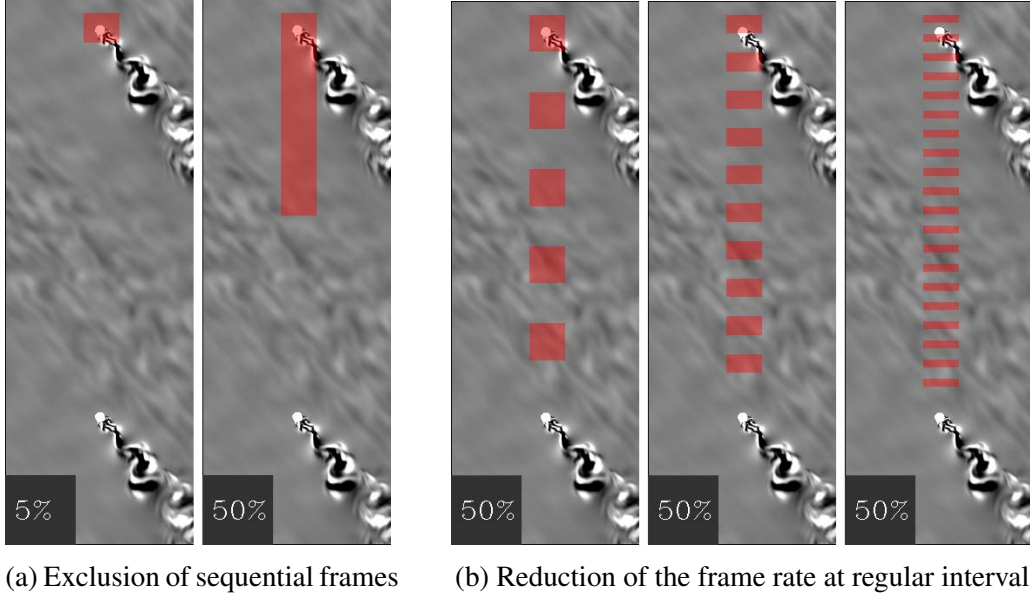 5%
50%
50%
50%
50%
(a) Exclusion of sequential frames
(b) Reduction of the frame rate at regular interval